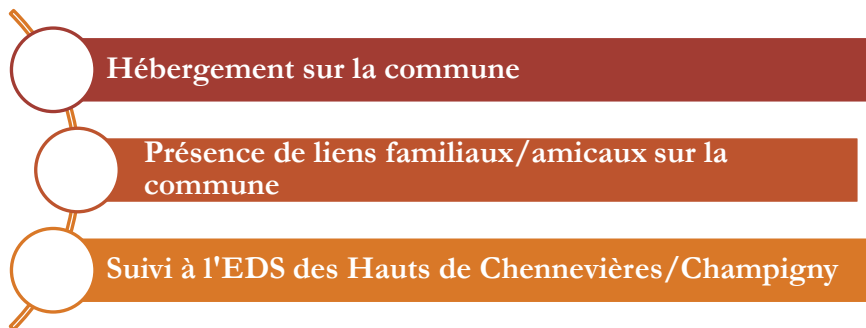 Hébergement sur la commune
Présence de liens familiaux/amicaux sur la
commune
Suivi à l'EDS des Hauts de Chennevières/Champigny